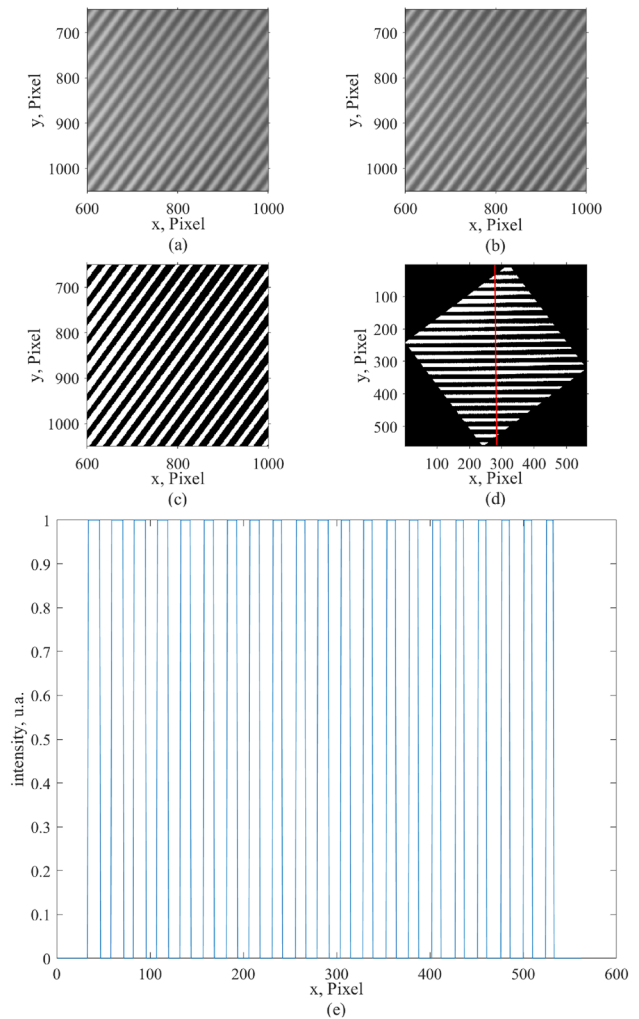 700
800
900
1000
y, Pixel
600 800 1000
x, Pixel
(a)
700
800
900
1000
y, Pixel
600 800 1000
x, Pixel
(b)
700
800
900
1000
y, Pixel
600 800 1000
x, Pixel
(c)
100
200
300
400
500
y, Pixel
100 200 300 400 500
x, Pixel
(d)
1
0.9
0.8
0.7
0.6
0.5
0.4
0.3
0.2
0.1
0
intensity, u.a.
0 100 200 300 400 500 600
x, Pixel
(e)